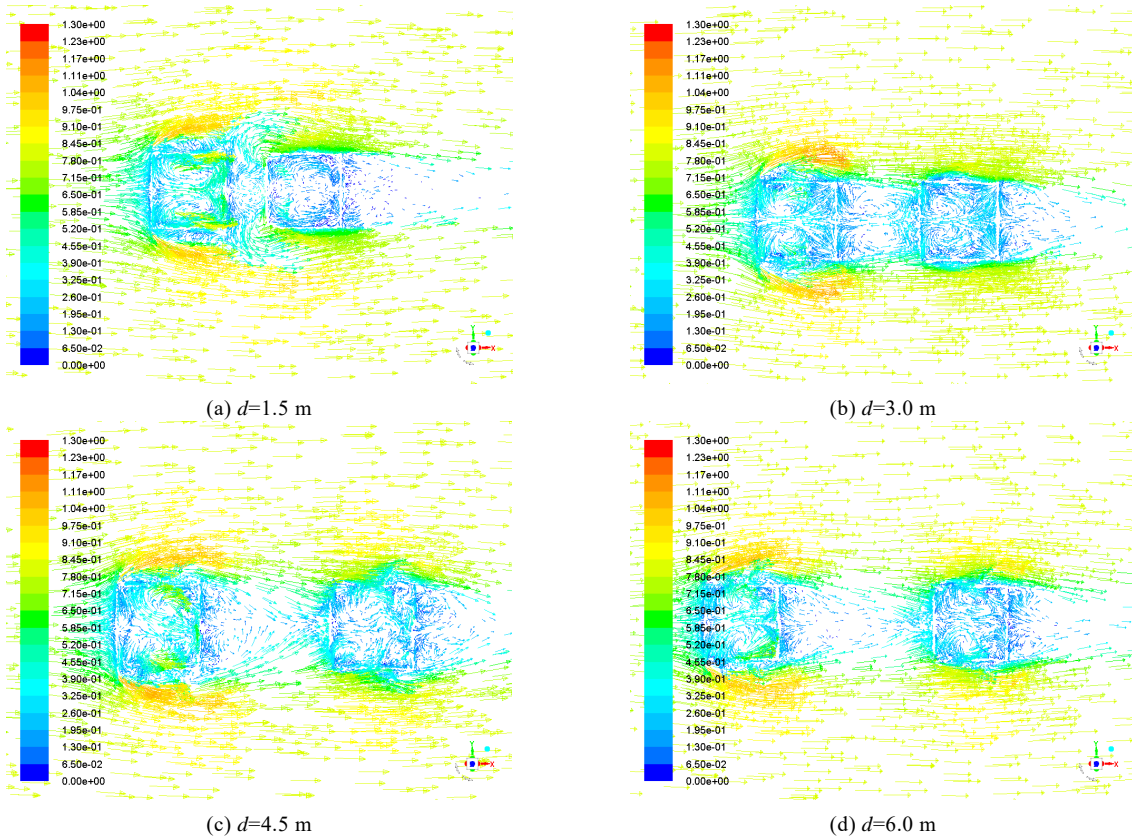 1.30e+00
1.23e+00
1.17e+00
1.11e+00
1.04e+00
9.75e-01
9.10e-01
8.45e-01
7.80e-01
7.15e-01
6.50e-01
5.85e-01
5.20e-01
4.55e-01
3.90e-01
3.25e-01
2.60e-01
1.95e-01
1.30e-01
6.50e-02
0.00e+00
Y
X
(a) d=1.5 m
1.30e+00
1.23e+00
1.17e+00
1.11e+00
1.04e+00
9.75e-01
9.10e-01
8.45e-01
7.80e-01
7.15e-01
6.50e-01
5.85e-01
5.20e-01
4.55e-01
3.90e-01
3.25e-01
2.60e-01
1.95e-01
1.30e-01
6.50e-02
0.00e+00
Y
X
(b) d=3.0 m
1.30e+00
1.23e+00
1.17e+00
1.11e+00
1.04e+00
9.75e-01
9.10e-01
8.45e-01
7.80e-01
7.15e-01
6.50e-01
5.85e-01
5.20e-01
4.55e-01
3.90e-01
3.25e-01
2.60e-01
1.95e-01
1.30e-01
6.50e-02
0.00e+00
Y
X
(c) d=4.5 m
1.30e+00
1.23e+00
1.17e+00
1.11e+00
1.04e+00
9.75e-01
9.10e-01
8.45e-01
7.80e-01
7.15e-01
6.50e-01
5.85e-01
5.20e-01
4.55e-01
3.90e-01
3.25e-01
2.60e-01
1.95e-01
1.30e-01
6.50e-02
0.00e+00
Y
X
(d) d=6.0 m